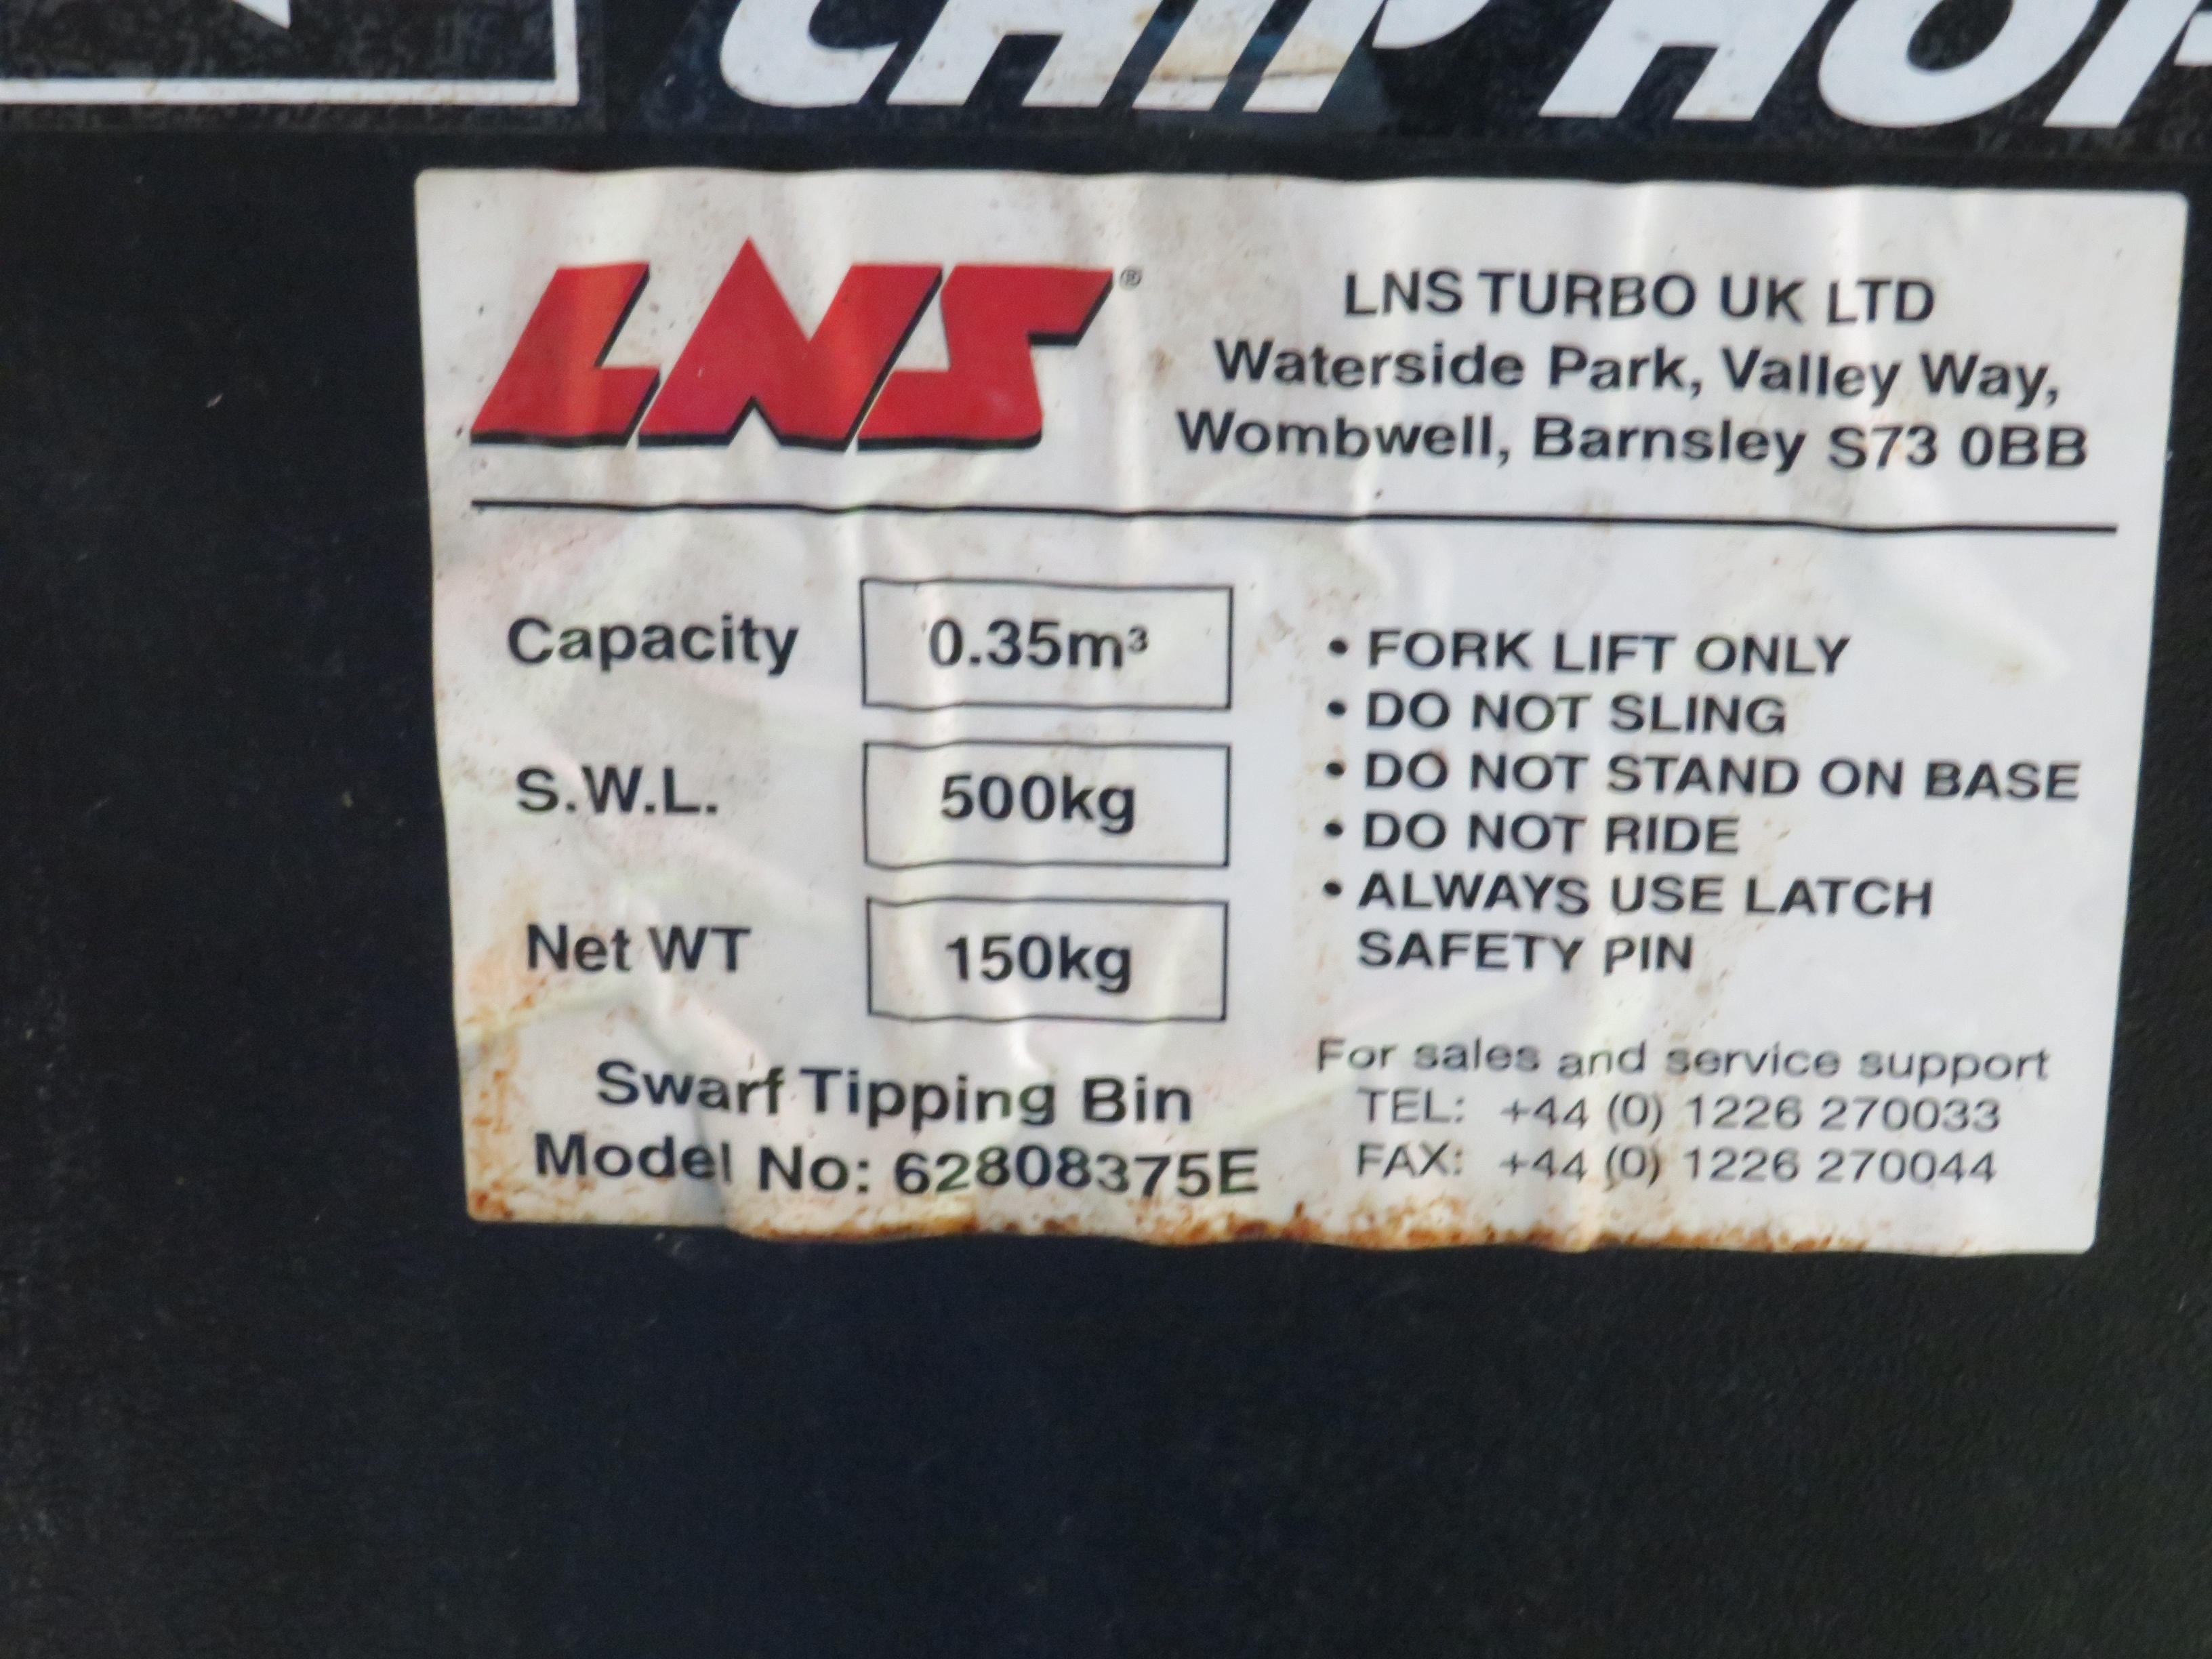 CHIP HOP
LNS®
LNS TURBO UK LTD
Waterside Park, Valley Way,
Wombwell, Barnsley S73 0BB
Capacity 0.35m³
S.W.L. 500kg
Net WT 150kg
Swarf Tipping Bin
Model No: 62808375E
• FORK LIFT ONLY
• DO NOT SLING
• DO NOT STAND ON BASE
• DO NOT RIDE
• ALWAYS USE LATCH
SAFETY PIN
For sales and service support
TEL: +44 (0) 1226 270033
FAX: +44 (0) 1226 270044